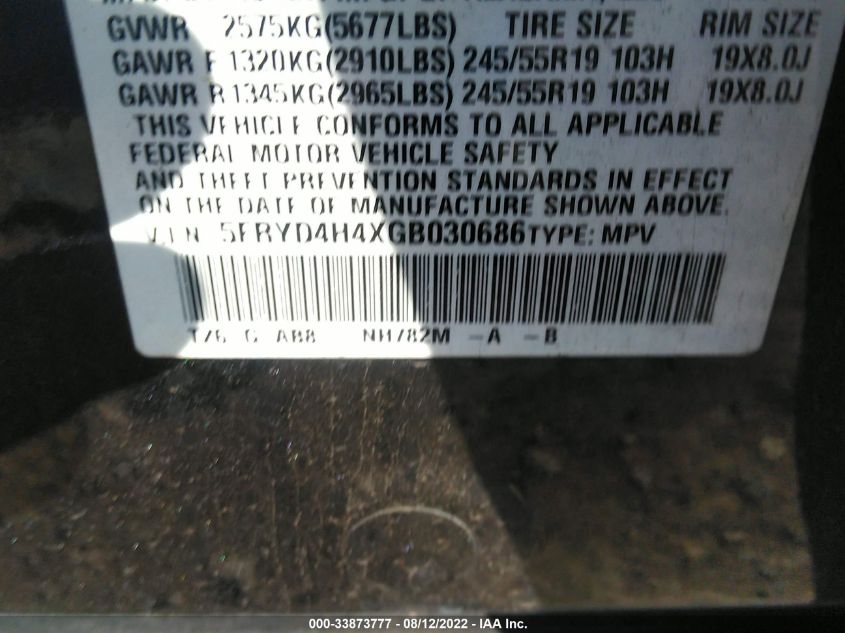 GVWR 2575KG(5677LBS) TIRE SIZE RIM SIZE
GAWR F 1320KG(2910LBS) 245/55R19 103H 19X8.0J
GAWR R 1345KG(2965LBS) 245/55R19 103H 19X8.0J
THIS VEHICLE CONFORMS TO ALL APPLICABLE
FEDERAL MOTOR VEHICLE SAFETY
AND THEFT PREVENTION STANDARDS IN EFFECT
ON THE DATE OF MANUFACTURE SHOWN ABOVE.
V.I.N. 5FRYD4H4XGB030686 TYPE: MPV
TZ6 G AB8 NH782M -A -B
000-33873777 - 08/12/2022 - IAA Inc.